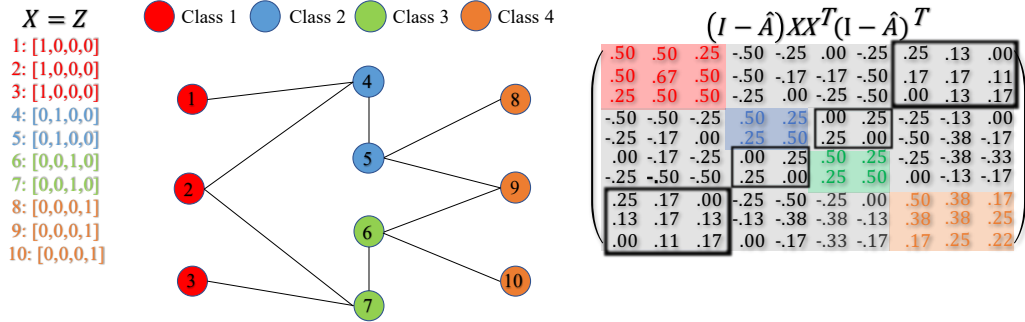 X = Z
1: [1,0,0,0]
2: [1,0,0,0]
3: [1,0,0,0]
4: [0,1,0,0]
5: [0,1,0,0]
6: [0,0,1,0]
7: [0,0,1,0]
8: [0,0,0,1]
9: [0,0,0,1]
10: [0,0,0,1]
Class 1 Class 2 Class 3 Class 4
1
2
3
4
5
6
7
8
9
10
(I − Â)XXᵀ(I − Â)ᵀ
.50 .50 .25 -.50 -.25 .00 -.25 .25 .13 .00
.50 .67 .50 -.50 -.17 -.17 -.50 .17 .17 .11
.25 .50 .50 -.25 .00 -.25 -.50 .00 .13 .17
-.50 -.50 -.25 .50 .25 .00 .25 -.25 -.13 .00
-.25 -.17 .00 .25 .50 .25 .00 -.50 -.38 -.17
.00 -.17 -.25 .00 .25 .50 .25 -.25 -.38 -.33
-.25 -.50 -.50 .25 .00 .25 .50 .00 -.13 -.17
.25 .17 .00 -.25 -.50 -.25 .00 .50 .38 .17
.13 .17 .13 -.13 -.38 -.38 -.13 .38 .38 .25
.00 .11 .17 .00 -.17 -.33 -.17 .17 .25 .22